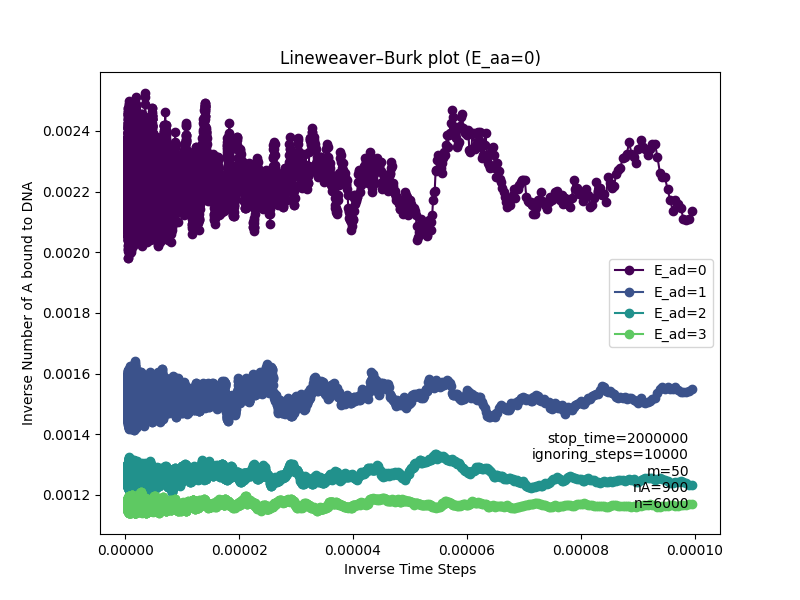 Lineweaver–Burk plot (E_aa=0)
Inverse Number of A bound to DNA
0.0024
0.0022
0.0020
0.0018
0.0016
0.0014
0.0012
E_ad=0
E_ad=1
E_ad=2
E_ad=3
stop_time=2000000
ignoring_steps=10000
m=50
nA=900
n=6000
0.00000
0.00002
0.00004
0.00006
0.00008
0.00010
Inverse Time Steps